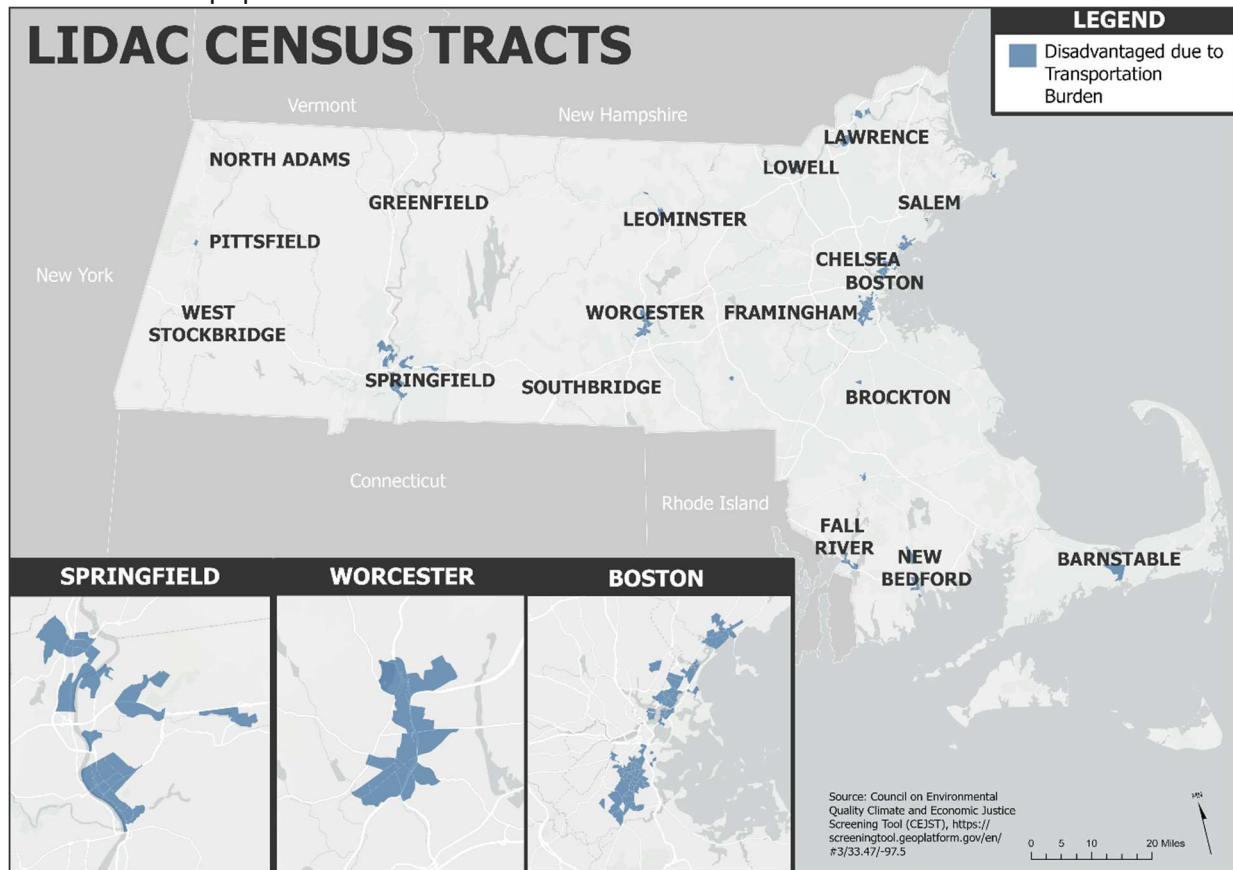 LIDAC CENSUS TRACTS
LEGEND
Disadvantaged due to
Transportation
Burden
Vermont
New Hampshire
LAWRENCE
NORTH ADAMS
LOWELL
GREENFIELD
SALEM
LEOMINSTER
PITTSFIELD
CHELSEA
New York
BOSTON
WEST
STOCKBRIDGE
WORCESTER
FRAMINGHAM
SPRINGFIELD
SOUTHBRIDGE
BROCKTON
Connecticut
Rhode Island
FALL
RIVER
NEW
BEDFORD
BARNSTABLE
SPRINGFIELD
WORCESTER
BOSTON
Source: Council on Environmental
Quality Climate and Economic Justice
Screening Tool (CEJST), https://
screeningtool.geoplatform.gov/en/
#3/33.47/-97.5
0 5 10 20 Miles